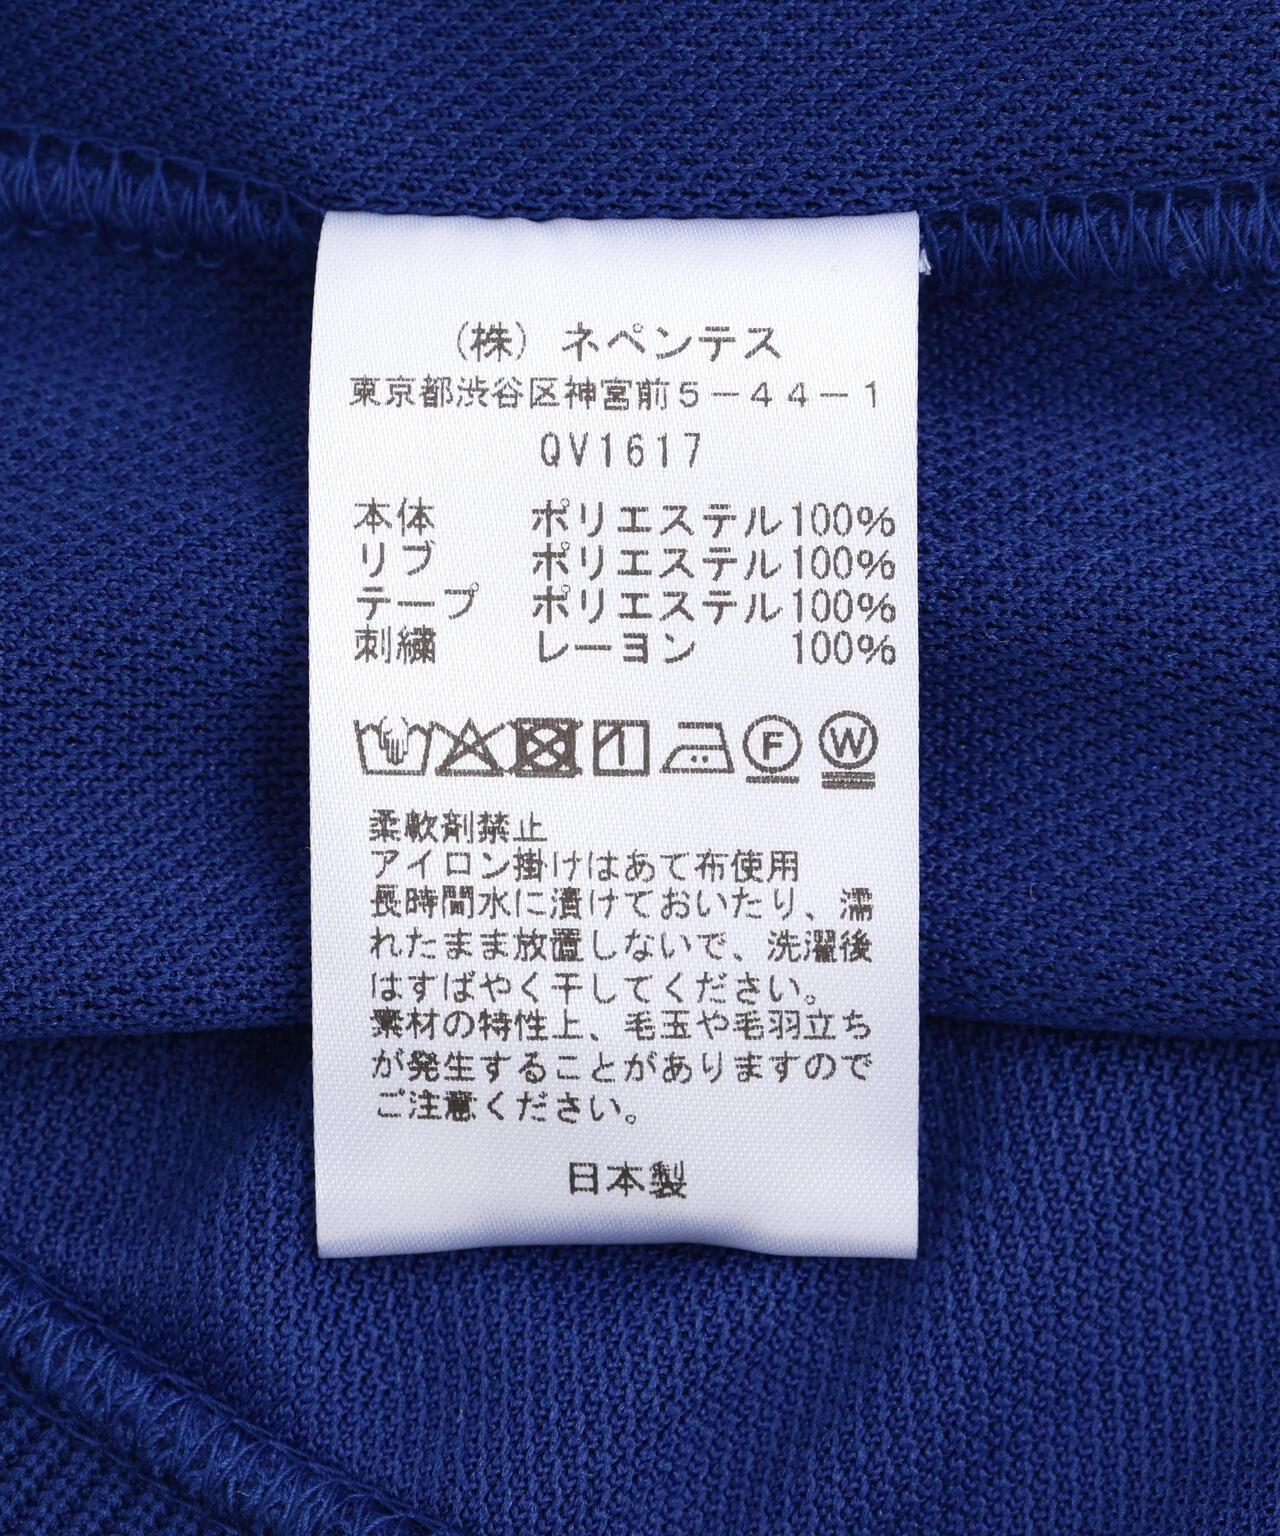 (株) ネペンテス
東京都渋谷区神宮前5-44-1
QV1617
本体 ポリエステル100%
リブ ポリエステル100%
テープ ポリエステル100%
刺繍 レーヨン 100%
F W
柔軟剤禁止
アイロン掛けはあて布使用
長時間水に漬けておいたり、濡
れたまま放置しないで、洗濯後
はすばやく干してください。
素材の特性上、毛玉や毛羽立ち
が発生することがありますので
ご注意ください。
日本製